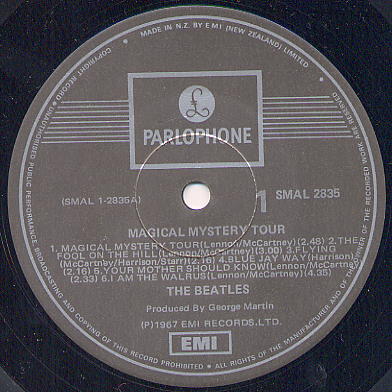 MADE IN N.Z. BY EMI (NEW ZEALAND) LIMITED
COPYRIGHT RECORD • UNAUTHORISED PUBLIC PERFORMANCE, BROADCASTING AND COPYING OF THIS RECORD PROHIBITED • ALL RIGHTS OF THE MANUFACTURER AND OF THE OWNER OF THE RECORDED WORK ARE RESERVED
£
PARLOPHONE
(SMAL 1-2835A)
1 SMAL 2835
MAGICAL MYSTERY TOUR
1. MAGICAL MYSTERY TOUR(Lennon/McCartney) (2.48) 2.THE
FOOL ON THE HILL(Lennon/McCartney)(3.00) 3.FLYING
(McCartney/Harrison/Starr)(2.16) 4.BLUE JAY WAY(Harrison)
6.YOUR MOTHER SHOULD KNOW(Lennon/McCartney)
(2.33) 6.I AM THE WALRUS(Lennon/McCartney) (4.35)
THE BEATLES
Produced By George Martin
(P)1967 EMI RECORDS.LTD.
EMI